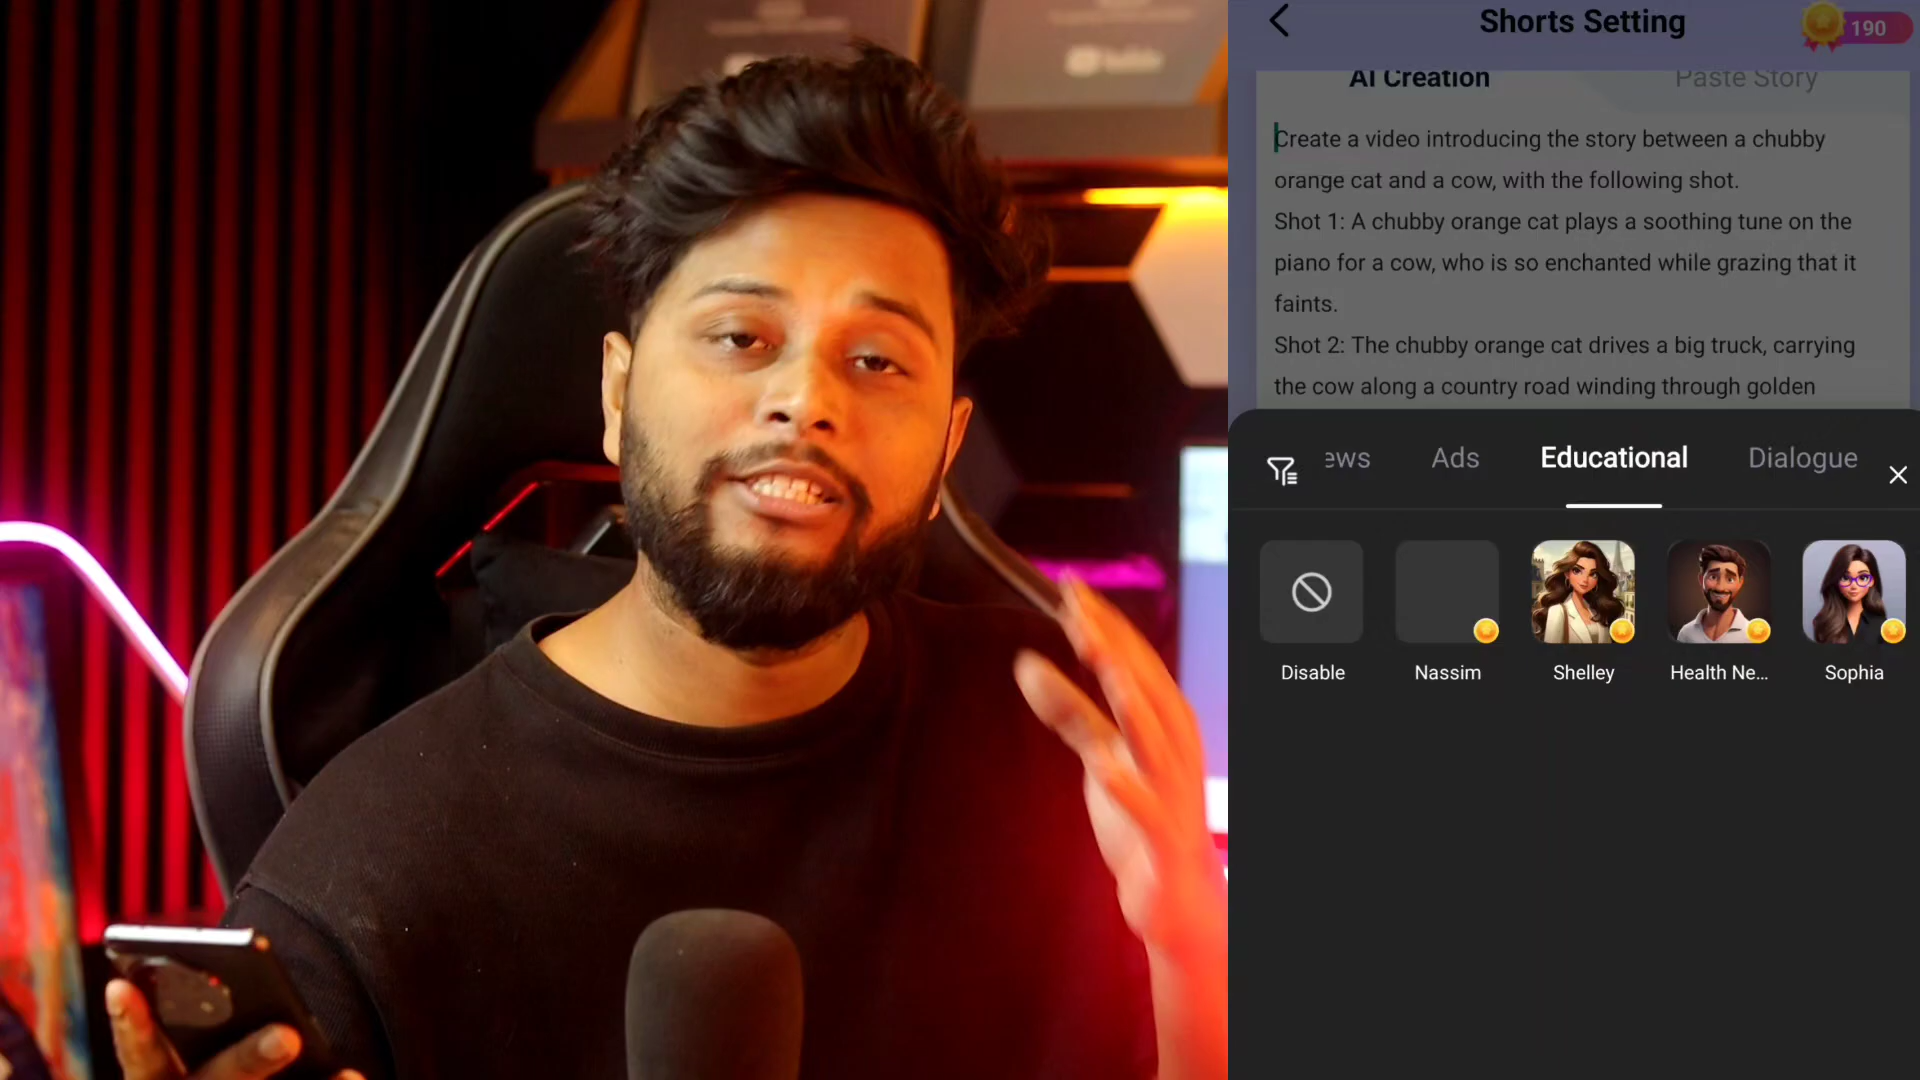 Shorts Setting
190
AI Creation
Paste Story
Create a video introducing the story between a chubby
orange cat and a cow, with the following shot.
Shot 1: A chubby orange cat plays a soothing tune on the
piano for a cow, who is so enchanted while grazing that it
faints.
Shot 2: The chubby orange cat drives a big truck, carrying
the cow along a country road winding through golden
ews
Ads
Educational
Dialogue
Disable
Nassim
Shelley
Health Ne...
Sophia